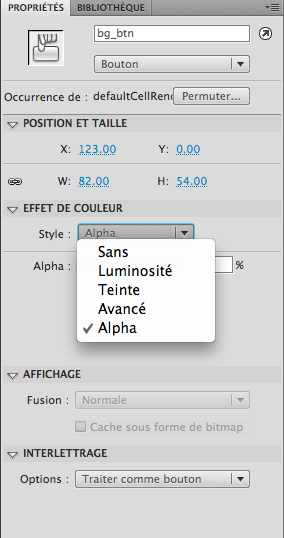 PROPRIÉTÉS BIBLIOTHÈQUE
bg_btn
Bouton
Occurrence de : defaultCellRen Permuter...
POSITION ET TAILLE
X: 123.00 Y: 0.00
W: 82.00 H: 54.00
EFFET DE COULEUR
Style : Alpha
Sans
Alpha : %
Luminosité
Teinte
Avancé
Alpha
AFFICHAGE
Fusion : Normale
Cache sous forme de bitmap
INTERLETTRAGE
Options : Traiter comme bouton